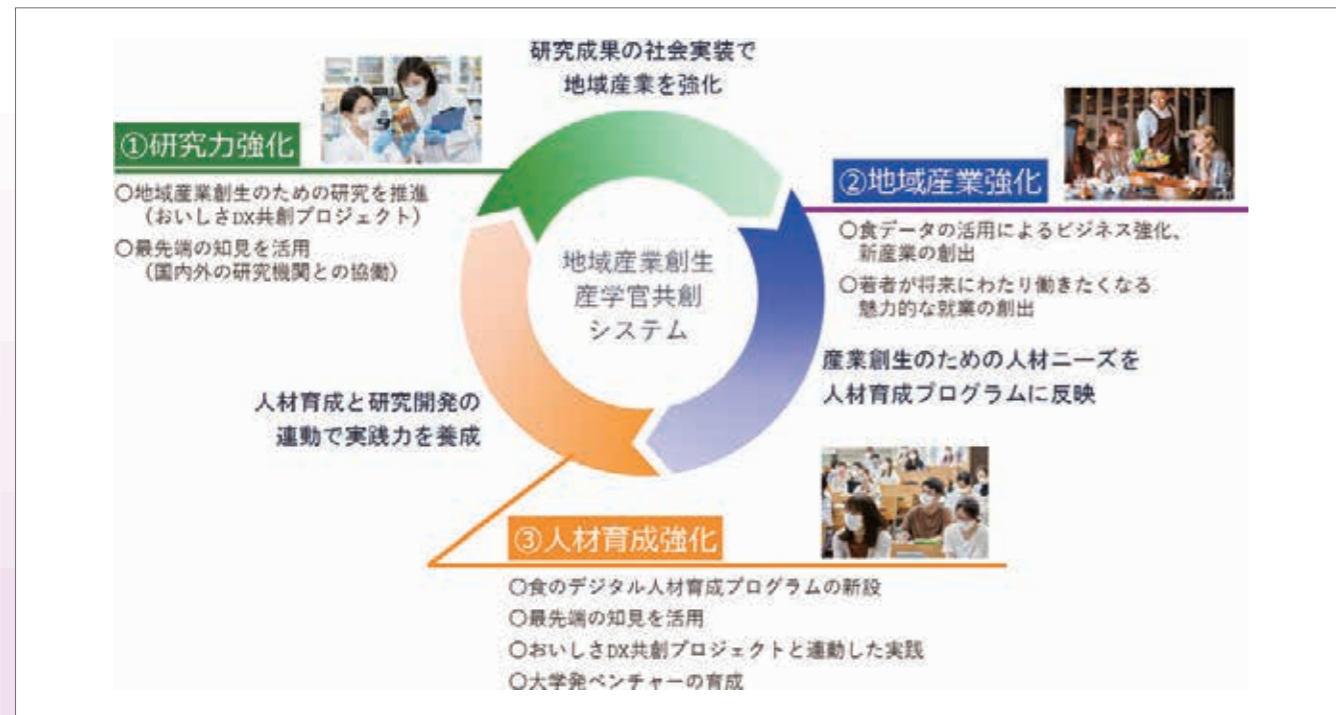 研究成果の社会実装で
地域産業を強化
①研究力強化
〇地域産業創生のための研究を推進
（おいしさDX共創プロジェクト）
〇最先端の知見を活用
（国内外の研究機関との協働）
②地域産業強化
〇食データの活用によるビジネス強化、
新産業の創出
〇若者が将来にわたり働きたくなる
魅力的な就業の創出
地域産業創生
産学官共創
システム
産業創生のための人材ニーズを
人材育成プログラムに反映
人材育成と研究開発の
連動で実践力を養成
③人材育成強化
〇食のデジタル人材育成プログラムの新設
〇最先端の知見を活用
〇おいしさDX共創プロジェクトと連動した実践
〇大学発ベンチャーの育成